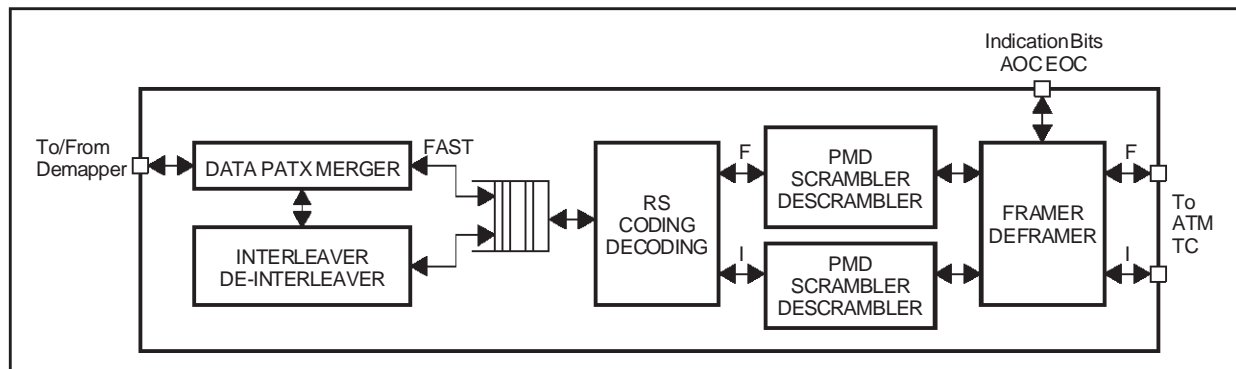 Indication Bits
AOC EOC
To/From
Demapper
DATA PATX MERGER
FAST
INTERLEAVER
DE-INTERLEAVER
RS
CODING
DECODING
F
I
PMD
SCRAMBLER
DESCRAMBLER
PMD
SCRAMBLER
DESCRAMBLER
FRAMER
DEFRAMER
F
I
To
ATM
TC